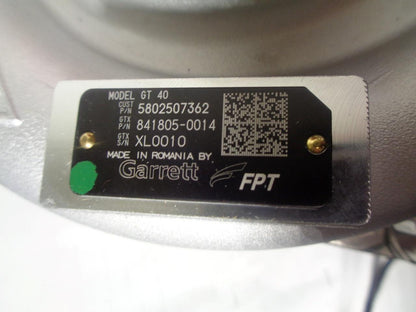 MODEL GT 40
CUST P/N 5802507362
GTX P/N 841805-0014
GTX S/N XL0010
MADE IN ROMANIA BY
Garrett FPT